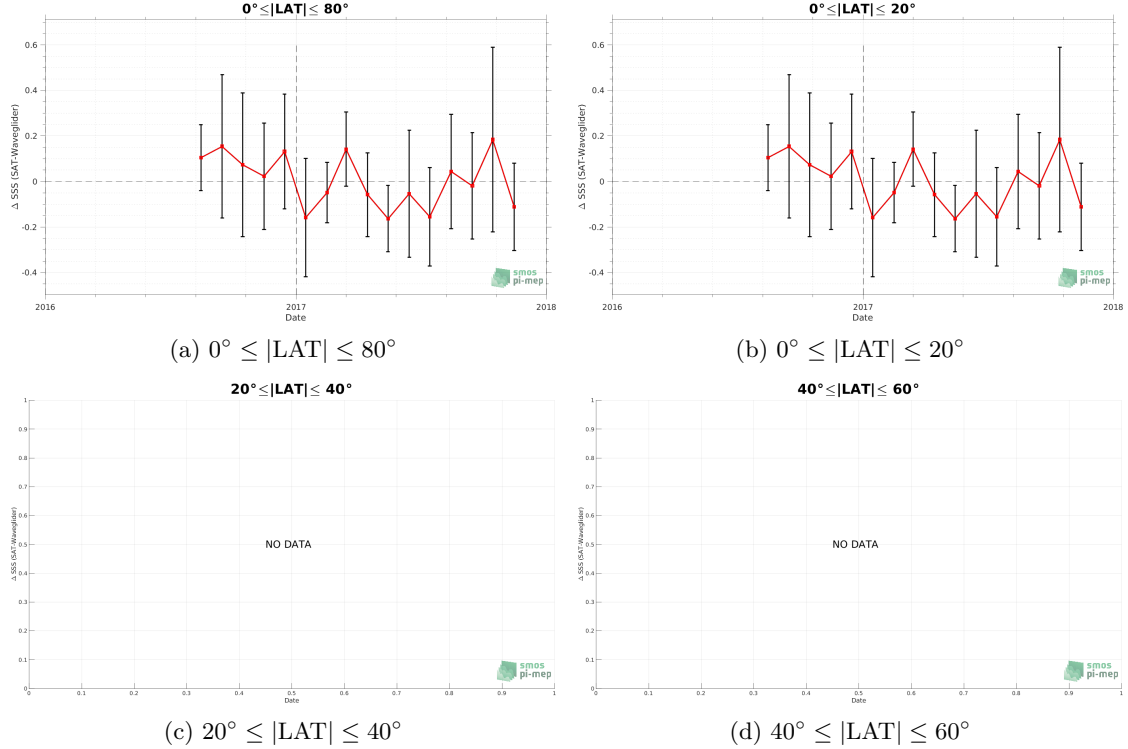 0°≤|LAT|≤ 80°
Δ SSS (SAT-Waveglider)
0.6
0.4
0.2
0
-0.2
-0.4
2016
2017
2018
Date
smos
pi-mep
(a) 0° ≤ |LAT| ≤ 80°
0°≤|LAT|≤ 20°
Δ SSS (SAT-Waveglider)
0.6
0.4
0.2
0
-0.2
-0.4
2016
2017
2018
Date
smos
pi-mep
(b) 0° ≤ |LAT| ≤ 20°
20°≤|LAT|≤ 40°
Δ SSS (SAT-Waveglider)
1
0.9
0.8
0.7
0.6
0.5
0.4
0.3
0.2
0.1
0
NO DATA
0 0.1 0.2 0.3 0.4 0.5 0.6 0.7 0.8 0.9 1
Date
smos
pi-mep
(c) 20° ≤ |LAT| ≤ 40°
40°≤|LAT|≤ 60°
Δ SSS (SAT-Waveglider)
1
0.9
0.8
0.7
0.6
0.5
0.4
0.3
0.2
0.1
0
NO DATA
0 0.1 0.2 0.3 0.4 0.5 0.6 0.7 0.8 0.9 1
Date
smos
pi-mep
(d) 40° ≤ |LAT| ≤ 60°